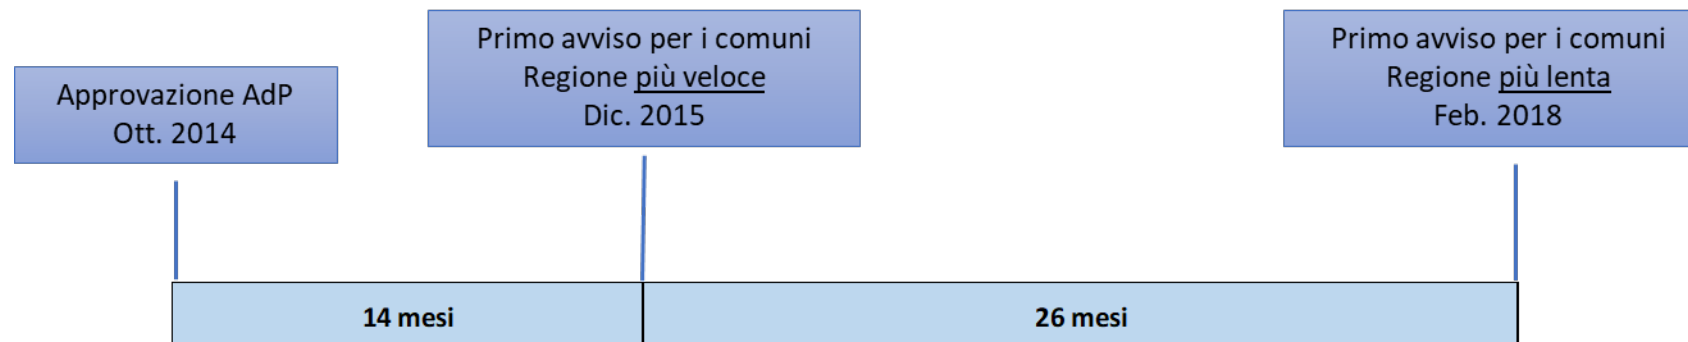 Approvazione AdP
Ott. 2014
Primo avviso per i comuni
Regione più veloce
Dic. 2015
Primo avviso per i comuni
Regione più lenta
Feb. 2018
14 mesi
26 mesi